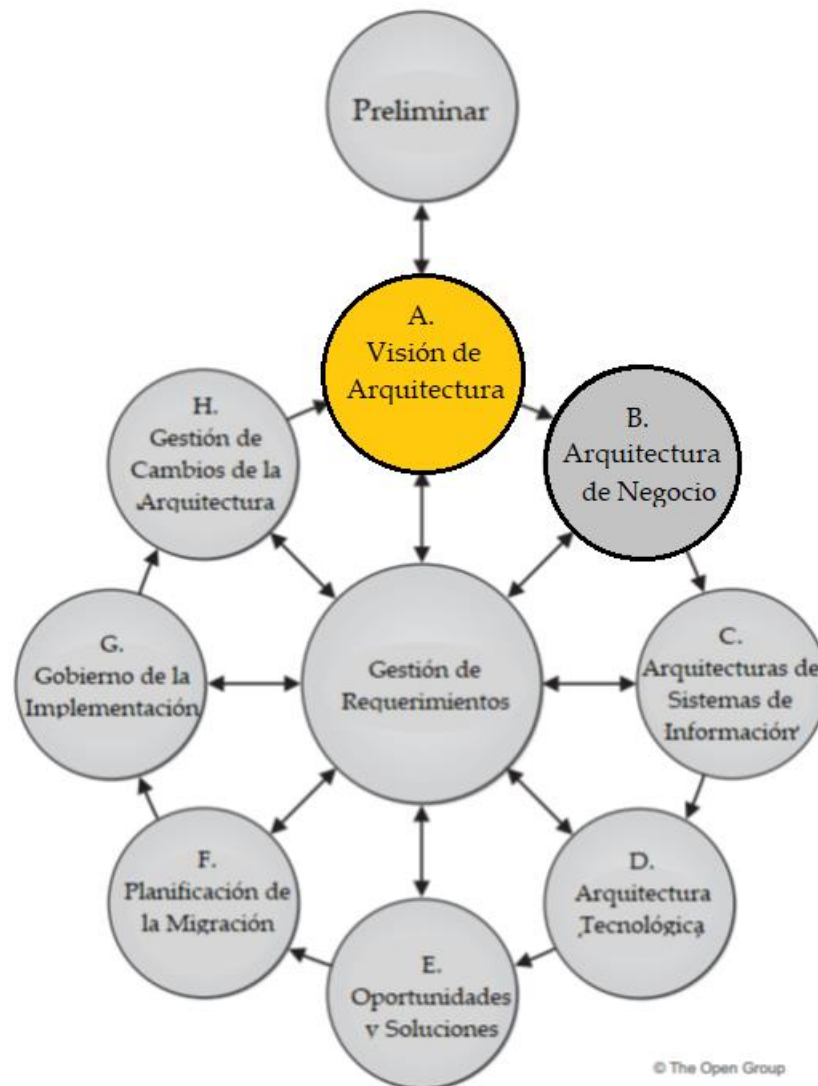 Preliminar
A.
Visión de
Arquitectura
H.
Gestión de
Cambios de la
Arquitectura
B.
Arquitectura
de Negocio
G.
Gobierno de la
Implementación
Gestión de
Requerimientos
C.
Arquitecturas de
Sistemas de
Información
F.
Planificación de
la Migración
D.
Arquitectura
Tecnológica
E.
Oportunidades
y Soluciones
© The Open Group